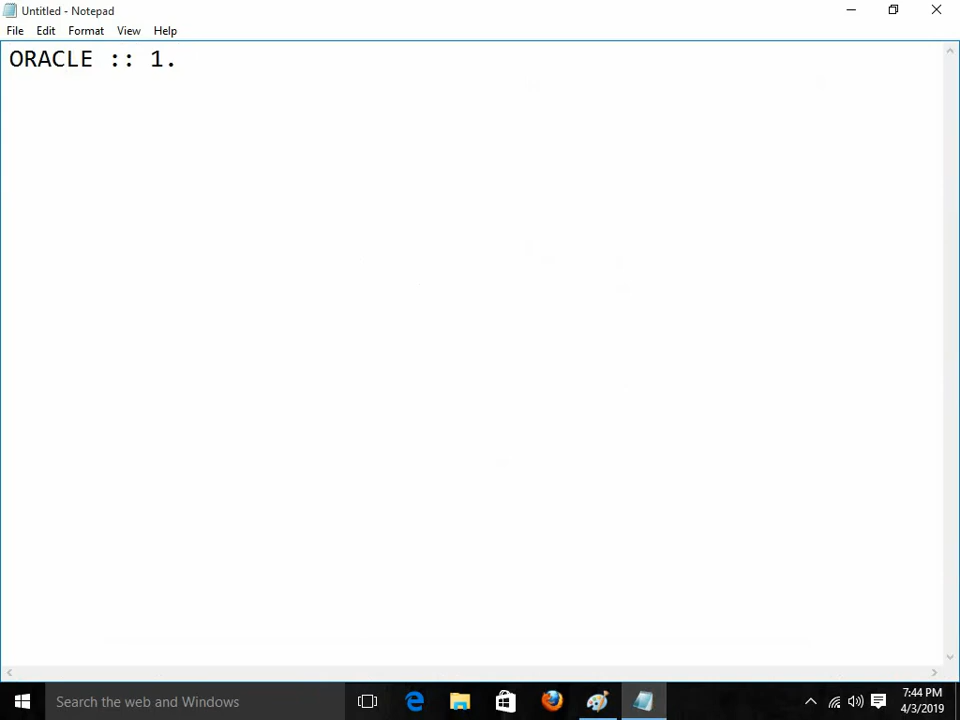 Untitled - Notepad
File Edit Format View Help
ORACLE :: 1.
Search the web and Windows
7:44 PM
4/3/2019